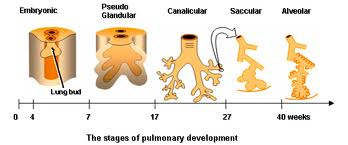 Embryonic
Pseudo
Glandular
Canalicular
Saccular
Alveolar
Lung bud
0 4 7 17 27 40 weeks
The stages of pulmonary development